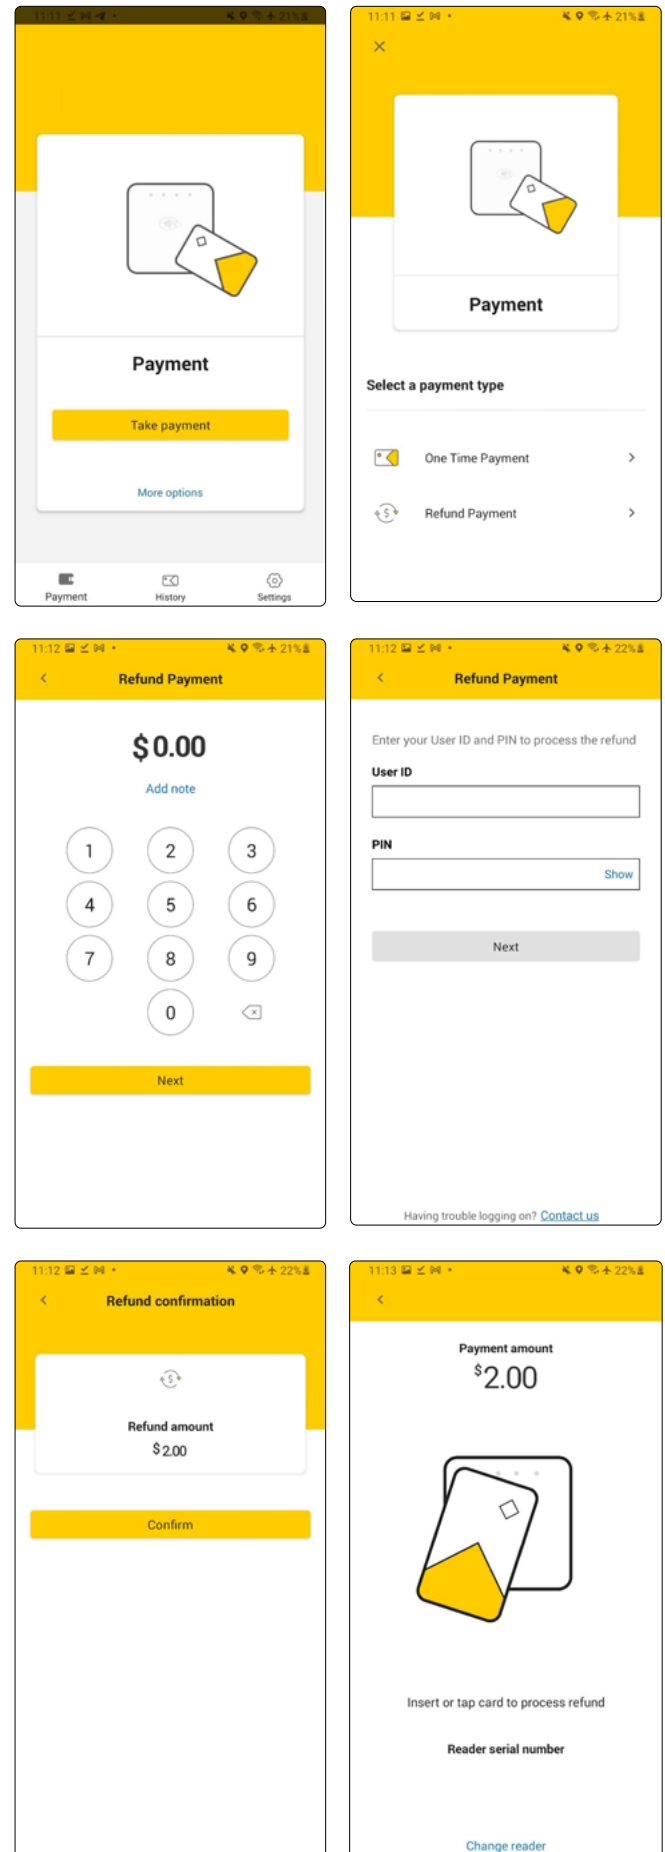 11:11
21%
Payment
Take payment
More options
Payment
History
Settings
11:11
21%
Payment
Select a payment type
One Time Payment
Refund Payment
11:12
21%
Refund Payment
$0.00
Add note
1
2
3
4
5
6
7
8
9
0
Next
11:12
22%
Refund Payment
Enter your User ID and PIN to process the refund
User ID
PIN
Show
Next
Having trouble logging on? Contact us
11:12
22%
Refund confirmation
Refund amount
$2.00
Confirm
11:13
22%
Payment amount
$2.00
Insert or tap card to process refund
Reader serial number
Change reader